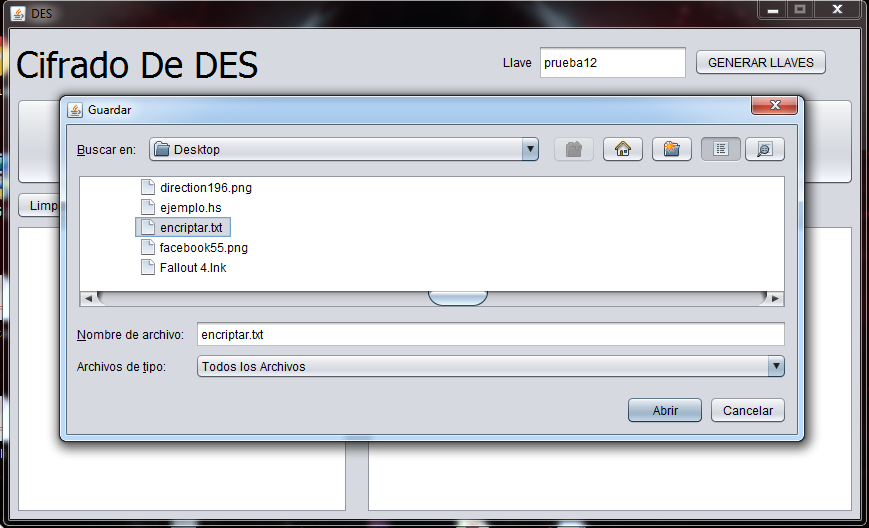 DES
Cifrado De DES
Llave
prueba12
GENERAR LLAVES
Guardar
Buscar en:
Desktop
direction196.png
ejemplo.hs
encriptar.txt
facebook55.png
Fallout 4.lnk
Limp
Nombre de archivo:
encriptar.txt
Archivos de tipo:
Todos los Archivos
Abrir
Cancelar